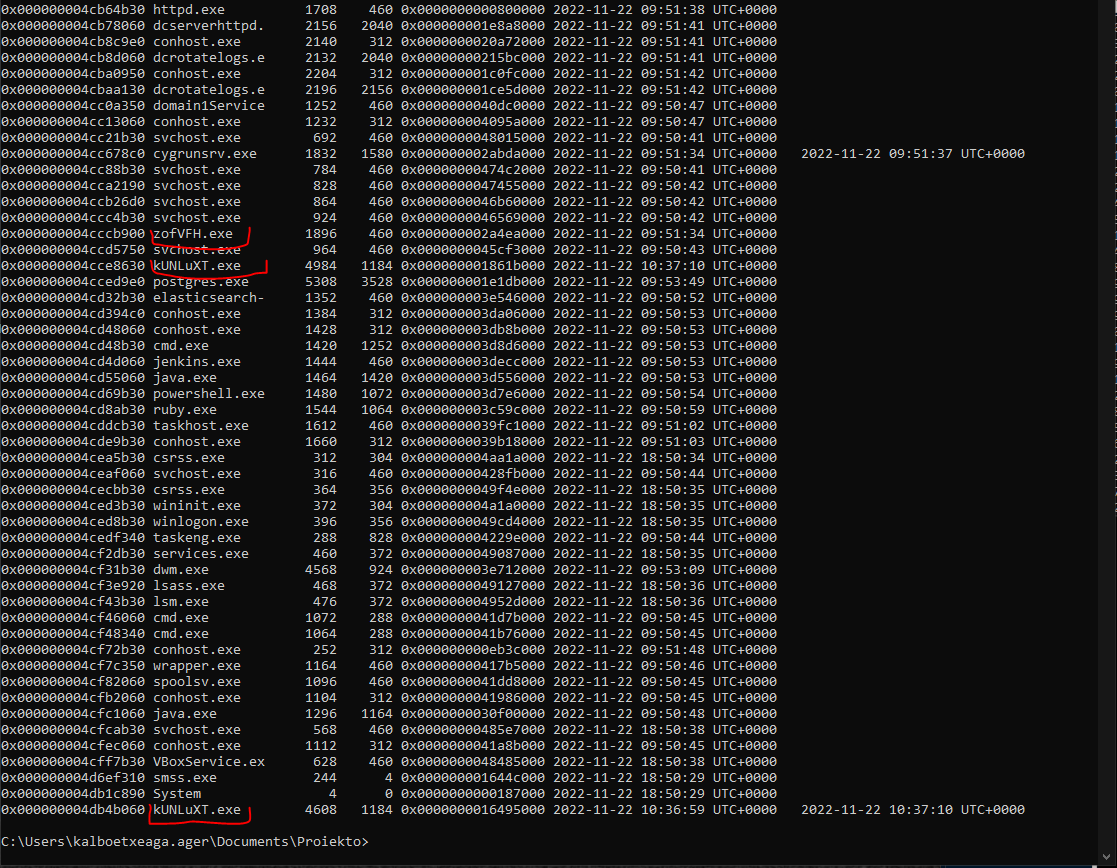 0x000000004cb64b30 httpd.exe 1708 460 0x0000000000800000 2022-11-22 09:51:38 UTC+0000
0x000000004cb78060 dcserverhttpd. 2156 2040 0x000000001e8a8000 2022-11-22 09:51:41 UTC+0000
0x000000004cb8c9e0 conhost.exe 2140 312 0x0000000020a72000 2022-11-22 09:51:41 UTC+0000
0x000000004cb8d060 dcrotatelogs.e 2132 2040 0x00000000215bc000 2022-11-22 09:51:41 UTC+0000
0x000000004cba0950 conhost.exe 2204 312 0x000000001c0fc000 2022-11-22 09:51:42 UTC+0000
0x000000004cbaa130 dcrotatelogs.e 2196 2156 0x000000001ce5d000 2022-11-22 09:51:42 UTC+0000
0x000000004cc0a350 domain1Service 1252 460 0x0000000040dc0000 2022-11-22 09:50:47 UTC+0000
0x000000004cc13060 conhost.exe 1232 312 0x000000004095a000 2022-11-22 09:50:47 UTC+0000
0x000000004cc21b30 svchost.exe 692 460 0x0000000048015000 2022-11-22 09:50:41 UTC+0000
0x000000004cc678c0 cygrunsrv.exe 1832 1580 0x000000002abda000 2022-11-22 09:51:34 UTC+0000 2022-11-22 09:51:37 UTC+0000
0x000000004cc88b30 svchost.exe 784 460 0x00000000474c2000 2022-11-22 09:50:41 UTC+0000
0x000000004cca2190 svchost.exe 828 460 0x0000000047455000 2022-11-22 09:50:42 UTC+0000
0x000000004ccb26d0 svchost.exe 864 460 0x0000000046b60000 2022-11-22 09:50:42 UTC+0000
0x000000004ccc4b30 svchost.exe 924 460 0x0000000046569000 2022-11-22 09:50:42 UTC+0000
0x000000004cccb900 zofVFH.exe 1896 460 0x000000002a4ea000 2022-11-22 09:51:34 UTC+0000
0x000000004ccd5750 svchost.exe 964 460 0x0000000045cf3000 2022-11-22 09:50:43 UTC+0000
0x000000004cce8630 kUNLuXT.exe 4984 1184 0x000000001861b000 2022-11-22 10:37:10 UTC+0000
0x000000004cced9e0 postgres.exe 5308 3528 0x000000001e1db000 2022-11-22 09:53:49 UTC+0000
0x000000004cd32b30 elasticsearch- 1352 460 0x000000003e546000 2022-11-22 09:50:52 UTC+0000
0x000000004cd394c0 conhost.exe 1384 312 0x000000003da06000 2022-11-22 09:50:53 UTC+0000
0x000000004cd48060 conhost.exe 1428 312 0x000000003db8b000 2022-11-22 09:50:53 UTC+0000
0x000000004cd48b30 cmd.exe 1420 1252 0x000000003d8d6000 2022-11-22 09:50:53 UTC+0000
0x000000004cd4d060 jenkins.exe 1444 460 0x000000003decc000 2022-11-22 09:50:53 UTC+0000
0x000000004cd55060 java.exe 1464 1420 0x000000003d556000 2022-11-22 09:50:53 UTC+0000
0x000000004cd69b30 powershell.exe 1480 1072 0x000000003d7e6000 2022-11-22 09:50:54 UTC+0000
0x000000004cd8ab30 ruby.exe 1544 1064 0x000000003c59c000 2022-11-22 09:50:59 UTC+0000
0x000000004cddcb30 taskhost.exe 1612 460 0x0000000039fc1000 2022-11-22 09:51:02 UTC+0000
0x000000004cde9b30 conhost.exe 1660 312 0x0000000039b18000 2022-11-22 09:51:03 UTC+0000
0x000000004cea5b30 csrss.exe 312 304 0x000000004aa1a000 2022-11-22 18:50:34 UTC+0000
0x000000004ceaf060 svchost.exe 316 460 0x00000000428fb000 2022-11-22 09:50:44 UTC+0000
0x000000004cecbb30 csrss.exe 364 356 0x0000000049f4e000 2022-11-22 18:50:35 UTC+0000
0x000000004ced3b30 wininit.exe 372 304 0x000000004a1a0000 2022-11-22 18:50:35 UTC+0000
0x000000004ced8b30 winlogon.exe 396 356 0x0000000049cd4000 2022-11-22 18:50:35 UTC+0000
0x000000004cedf340 taskeng.exe 288 828 0x000000004229e000 2022-11-22 09:50:44 UTC+0000
0x000000004cf2db30 services.exe 460 372 0x0000000049087000 2022-11-22 18:50:35 UTC+0000
0x000000004cf31b30 dwm.exe 4568 924 0x000000003e712000 2022-11-22 09:53:09 UTC+0000
0x000000004cf3e920 lsass.exe 468 372 0x0000000049127000 2022-11-22 18:50:36 UTC+0000
0x000000004cf43b30 lsm.exe 476 372 0x000000004952d000 2022-11-22 18:50:36 UTC+0000
0x000000004cf46060 cmd.exe 1072 288 0x0000000041d7b000 2022-11-22 09:50:45 UTC+0000
0x000000004cf48340 cmd.exe 1064 288 0x0000000041b76000 2022-11-22 09:50:45 UTC+0000
0x000000004cf72b30 conhost.exe 252 312 0x000000000eb3c000 2022-11-22 09:51:48 UTC+0000
0x000000004cf7c350 wrapper.exe 1164 460 0x00000000417b5000 2022-11-22 09:50:46 UTC+0000
0x000000004cf82060 spoolsv.exe 1096 460 0x0000000041dd8000 2022-11-22 09:50:45 UTC+0000
0x000000004cfb2060 conhost.exe 1104 312 0x0000000041986000 2022-11-22 09:50:45 UTC+0000
0x000000004cfc1060 java.exe 1296 1164 0x0000000030f00000 2022-11-22 09:50:48 UTC+0000
0x000000004cfcab30 svchost.exe 568 460 0x00000000485e7000 2022-11-22 18:50:38 UTC+0000
0x000000004cfec060 conhost.exe 1112 312 0x0000000041a8b000 2022-11-22 09:50:45 UTC+0000
0x000000004cff7b30 VBoxService.ex 628 460 0x0000000048485000 2022-11-22 18:50:38 UTC+0000
0x000000004d6ef310 smss.exe 244 4 0x000000001644c000 2022-11-22 18:50:29 UTC+0000
0x000000004db1c890 System 4 0 0x0000000000187000 2022-11-22 18:50:29 UTC+0000
0x000000004db4b060 kUNLuXT.exe 4608 1184 0x0000000016495000 2022-11-22 10:36:59 UTC+0000 2022-11-22 10:37:10 UTC+0000
C:\Users\kalboetxeaga.ager\Documents\Proiekto>